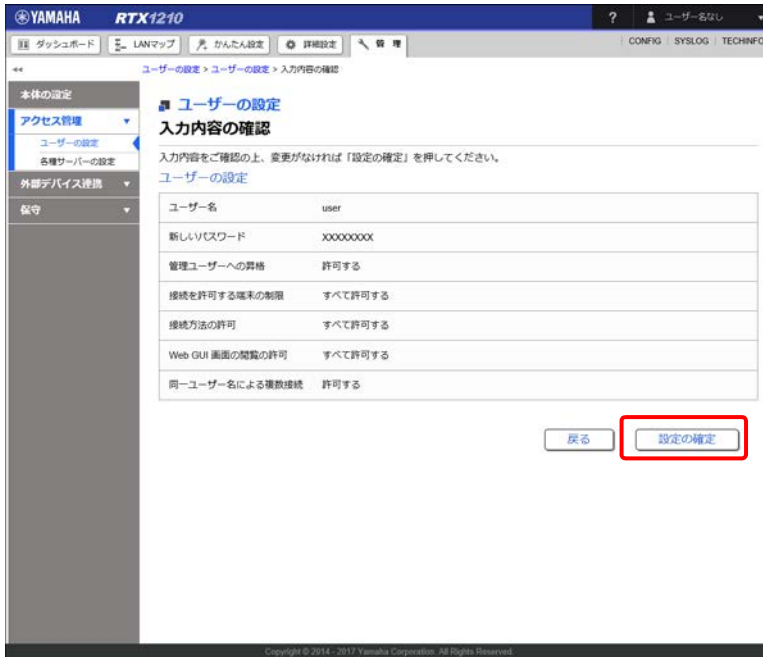 YAMAHA RTX1210 ? ユーザー名なし
ダッシュボード LANマップ かんたん設定 詳細設定 管理 CONFIG SYSLOG TECHINFO
ユーザーの設定 > ユーザーの設定 > 入力内容の確認
本体の設定
アクセス管理
ユーザーの設定
各種サーバーの設定
外部デバイス連携
保守
ユーザーの設定
入力内容の確認
入力内容をご確認の上、変更がなければ「設定の確定」を押してください。
ユーザーの設定
ユーザー名 user
新しいパスワード XXXXXXXXX
管理ユーザーへの昇格 許可する
接続を許可する端末の制限 すべて許可する
接続方法の許可 すべて許可する
Web GUI 画面の閲覧の許可 すべて許可する
同一ユーザー名による複数接続 許可する
戻る 設定の確定
Copyright © 2014 - 2017 Yamaha Corporation. All Rights Reserved.